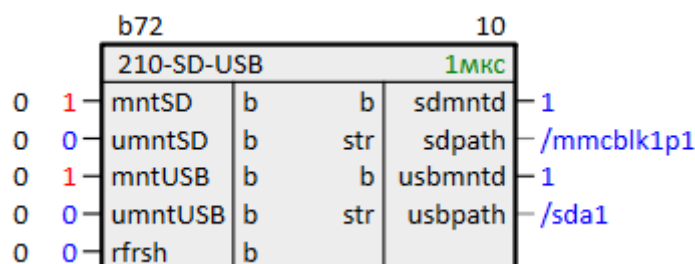 b72 10
210-SD-USB 1мкс
0 1 mntSD b b sdmntd 1
0 0 umntSD b str sdpath /mmcblk1p1
0 1 mntUSB b b usbmntd 1
0 0 umntUSB b str usbpath /sda1
0 0 rfrsh b